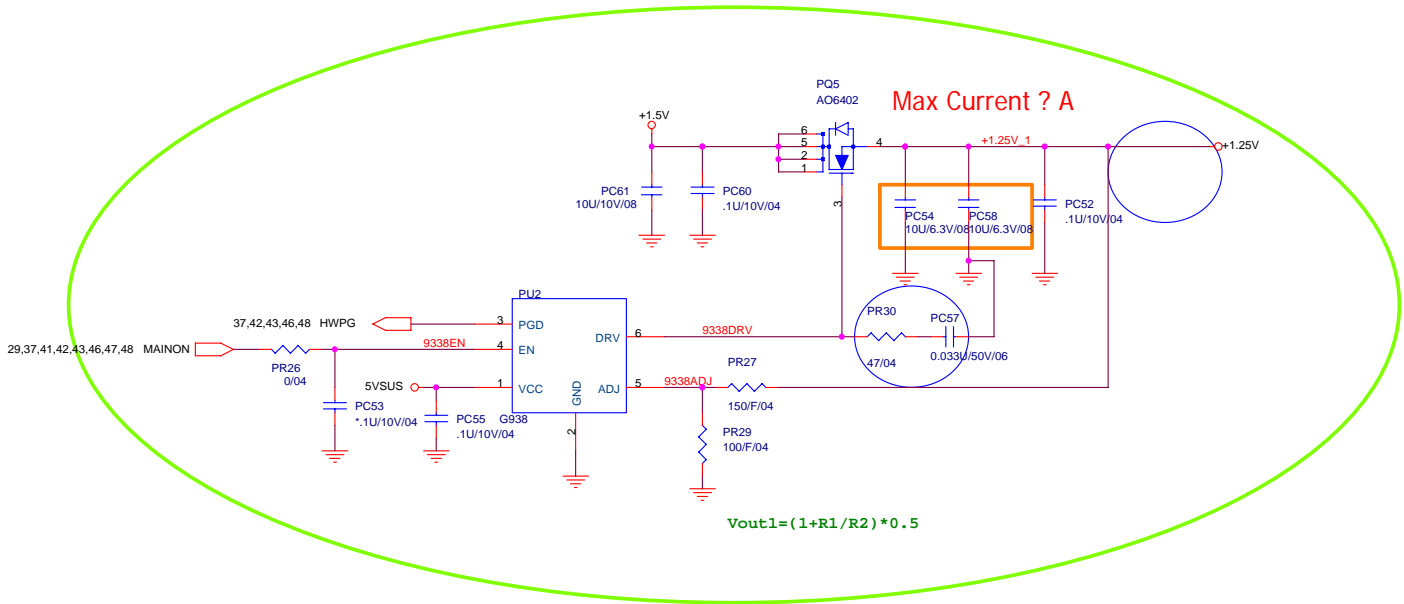 PQ5
AO6402
Max Current ? A
+1.5V
6
5
2
1
4
3
+1.25V_1
+1.25V
PC61
10U/10V/08
PC60
.1U/10V/04
PC54
10U/6.3V/08
PC58
10U/6.3V/08
PC52
.1U/10V/04
PU2
37,42,43,46,48 HWPG
3
PGD
DRV
6
9338DRV
PR30
47/04
PC57
0.033U/50V/06
29,37,41,42,43,46,47,48 MAINON
PR26
0/04
9338EN
4
EN
5VSUS
1
VCC
GND
2
ADJ
5
9338ADJ
PR27
150/F/04
PC53
*.1U/10V/04
PC55
.1U/10V/04
G938
PR29
100/F/04
Vout1=(1+R1/R2)*0.5